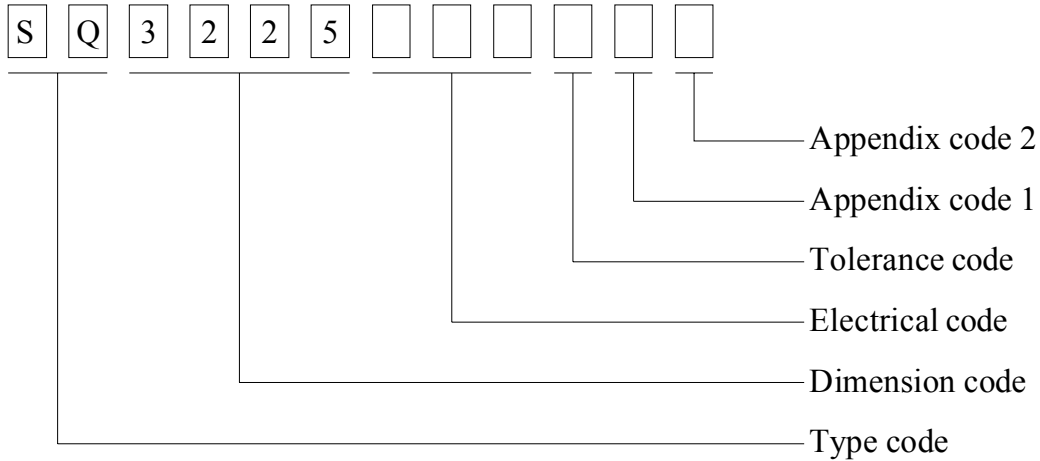 S Q 3 2 2 5
Appendix code 2
Appendix code 1
Tolerance code
Electrical code
Dimension code
Type code